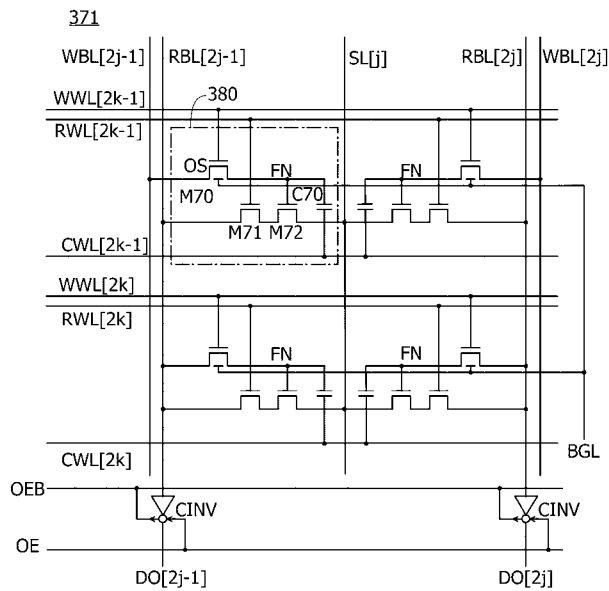 371
WBL[2j-1] RBL[2j-1] SL[j] RBL[2j] WBL[2j]
WWL[2k-1] 380
RWL[2k-1]
OS FN FN
M70 C70
M71 M72
CWL[2k-1]
WWL[2k]
RWL[2k]
FN FN
CWL[2k] BGL
OEB CINV CINV
OE
DO[2j-1] DO[2j]